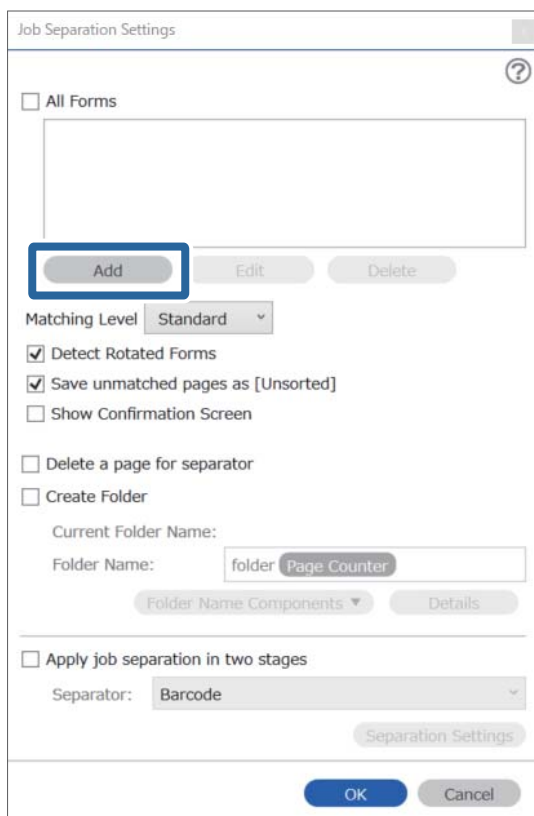 Job Separation Settings
?
All Forms
Add Edit Delete
Matching Level Standard
Detect Rotated Forms
Save unmatched pages as [Unsorted]
Show Confirmation Screen
Delete a page for separator
Create Folder
Current Folder Name:
Folder Name: folder Page Counter
Folder Name Components ▼ Details
Apply job separation in two stages
Separator: Barcode
Separation Settings
OK Cancel